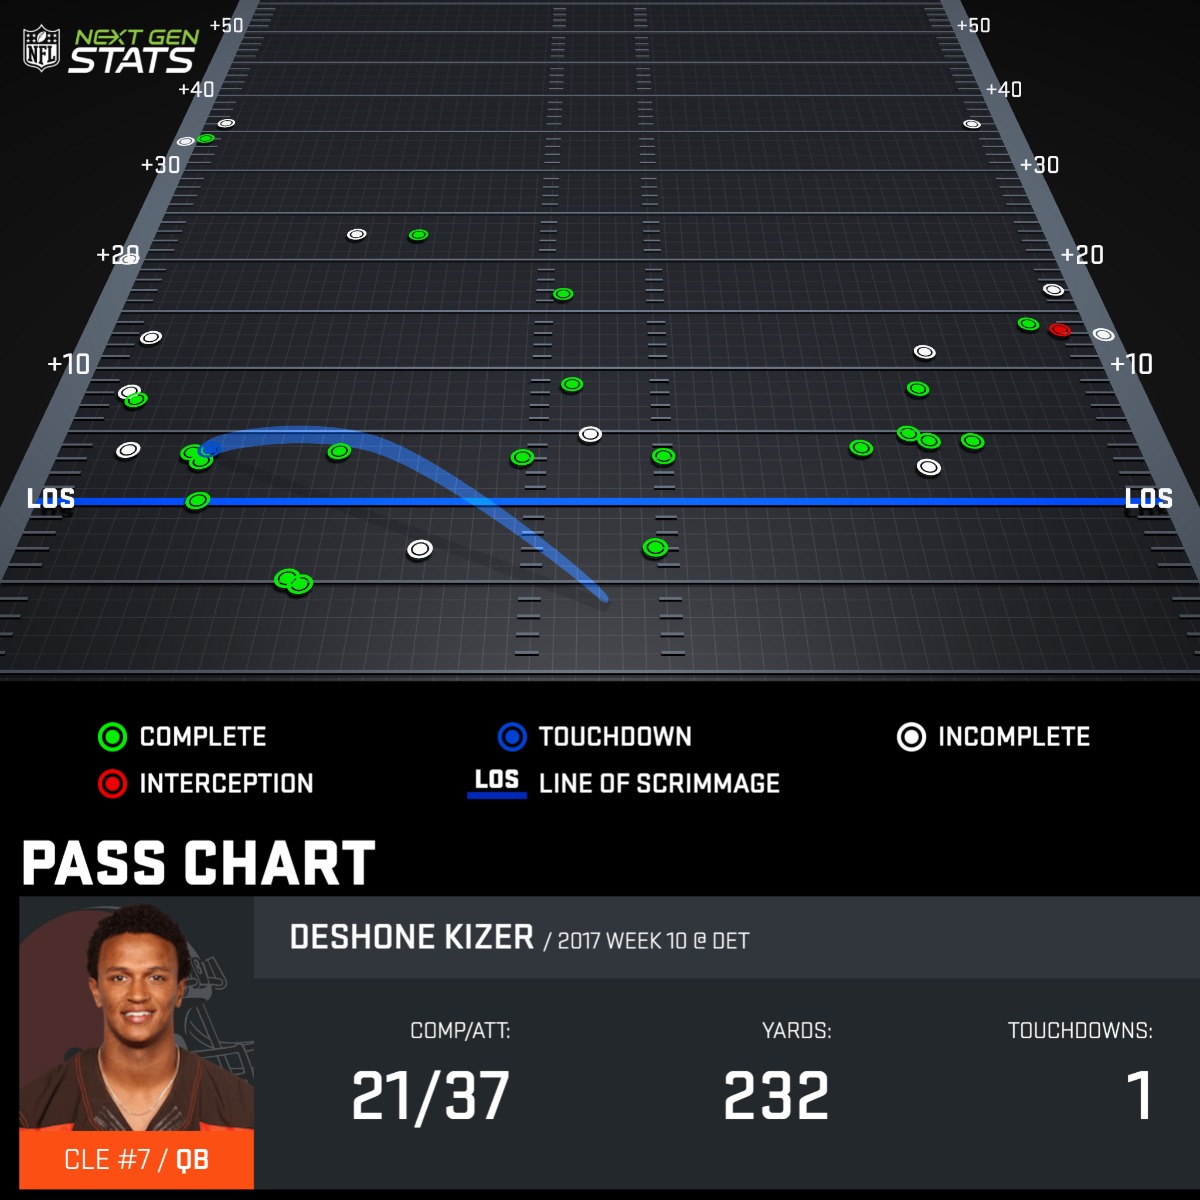 NFL NEXT GEN
STATS
+50 +50
+40 +40
+30 +30
+20 +20
+10 +10
LOS LOS
COMPLETE TOUCHDOWN INCOMPLETE
INTERCEPTION LOS LINE OF SCRIMMAGE
PASS CHART
DESHONE KIZER / 2017 WEEK 10 @ DET
COMP/ATT: YARDS: TOUCHDOWNS:
21/37 232 1
CLE #7 / QB